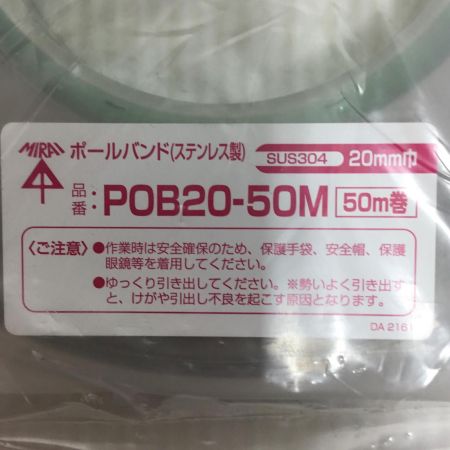 MIRAI ポールバンド(ステンレス製) SUS304 20mm巾
品番: POB20-50M 50m巻
〈ご注意〉 ●作業時は安全確保のため、保護手袋、安全帽、保護
眼鏡等を着用してください。
●ゆっくり引き出してください。※勢いよく引き出す
と、けがや引出し不良を起こす原因となります。
DA 2161